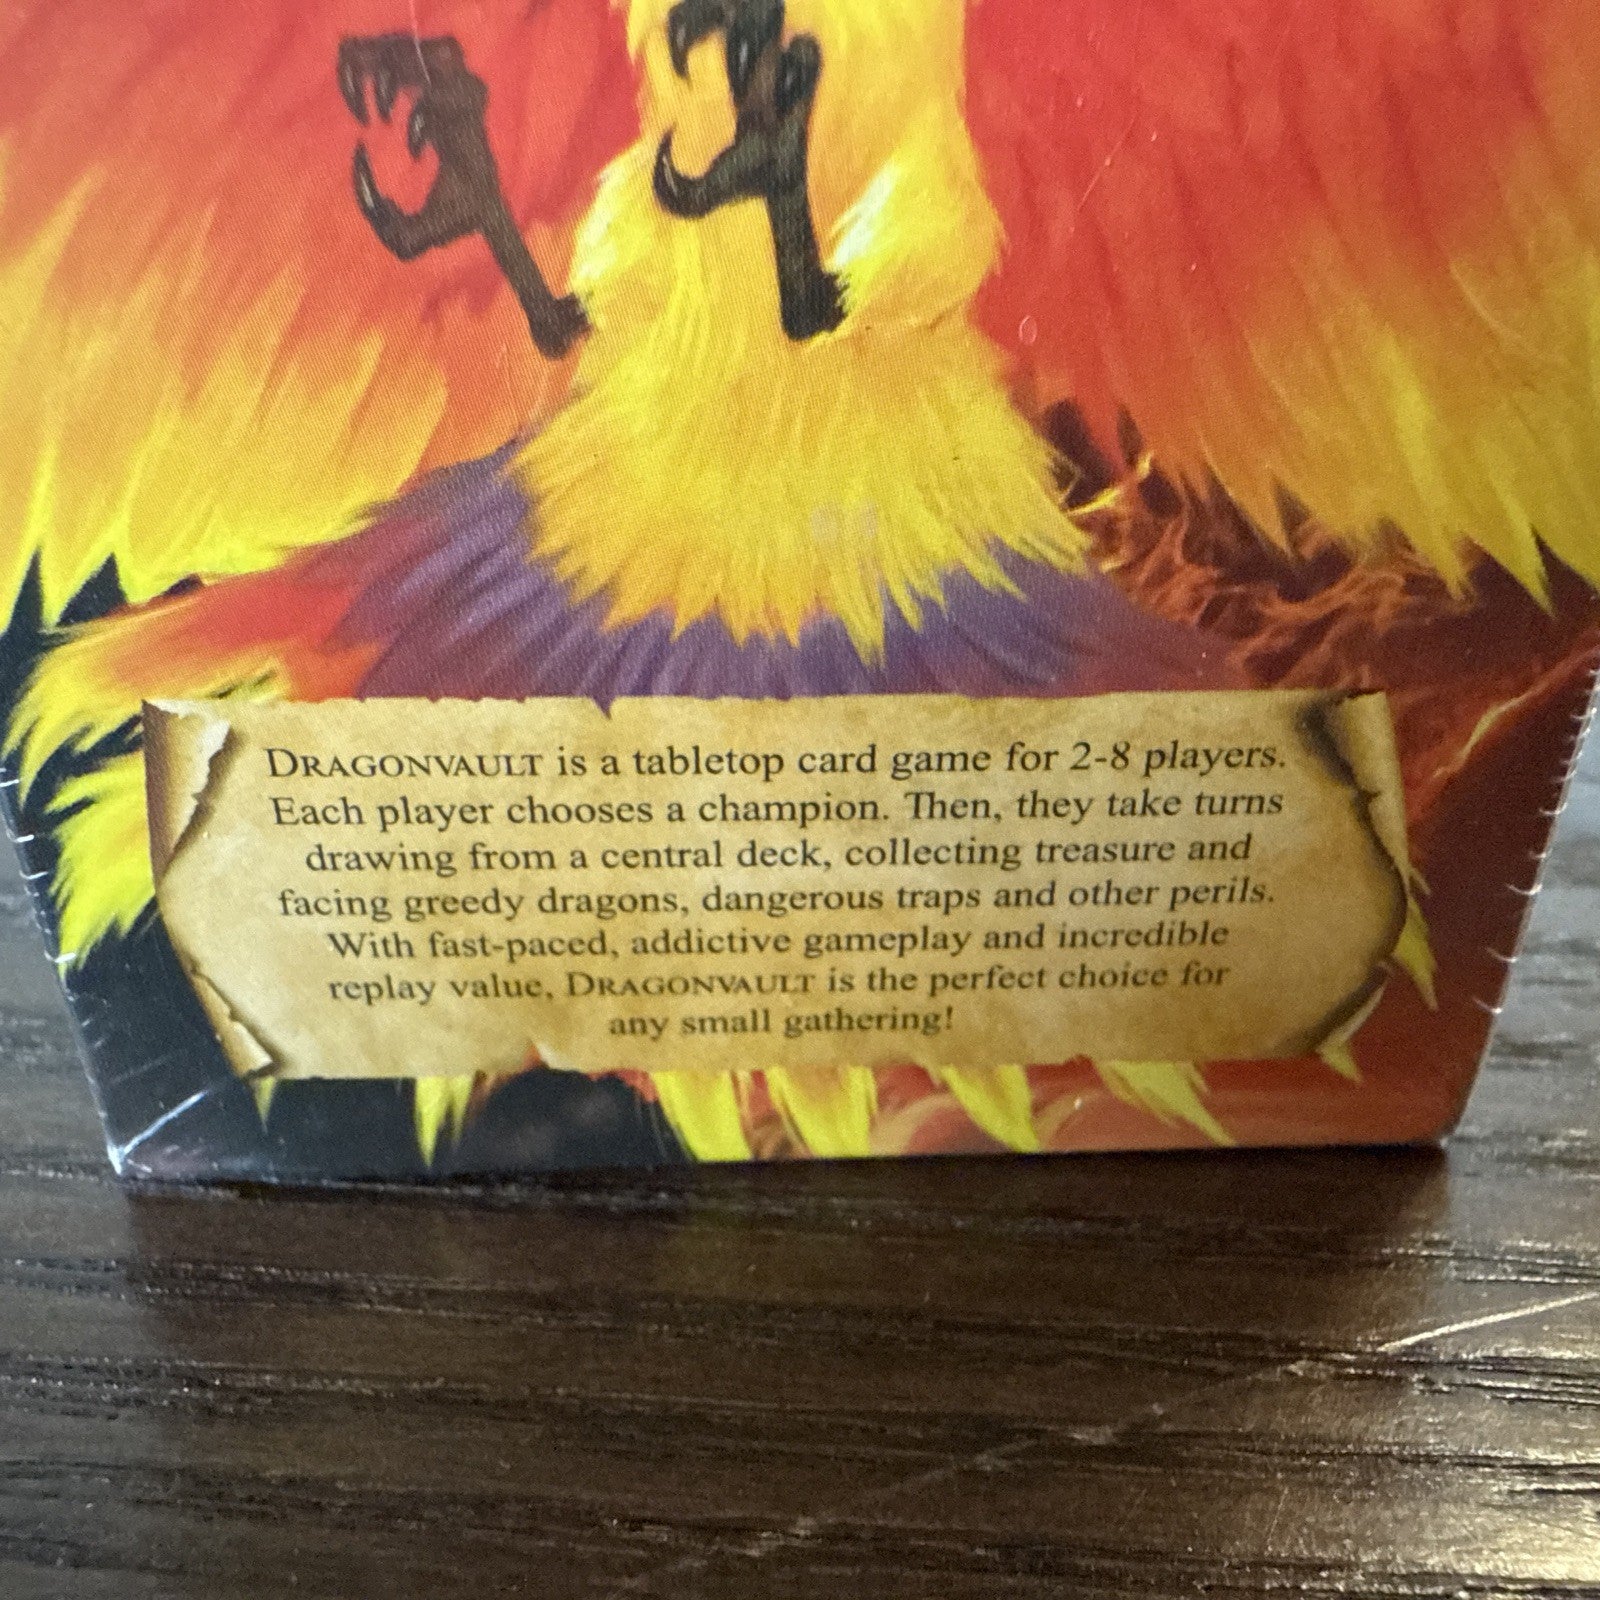 DRAGONVAULT is a tabletop card game for 2-8 players.
Each player chooses a champion. Then, they take turns
drawing from a central deck, collecting treasure and
facing greedy dragons, dangerous traps and other perils.
With fast-paced, addictive gameplay and incredible
replay value, DRAGONVAULT is the perfect choice for
any small gathering!